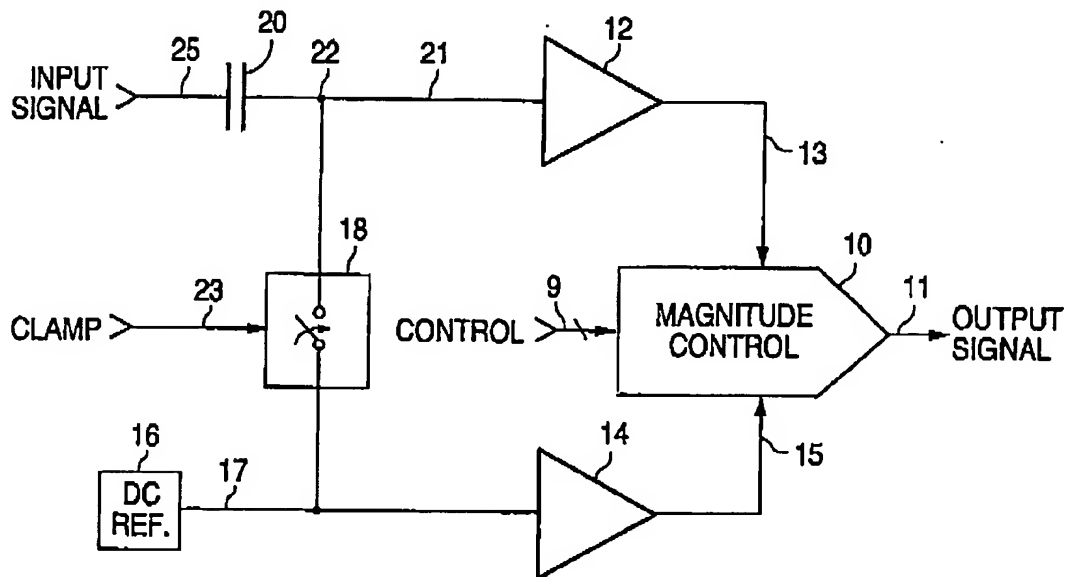 20
12
25
22
21
INPUT
SIGNAL
13
18
10
23
9
11
CLAMP
CONTROL
MAGNITUDE
CONTROL
OUTPUT
SIGNAL
16
17
14
15
DC
REF.